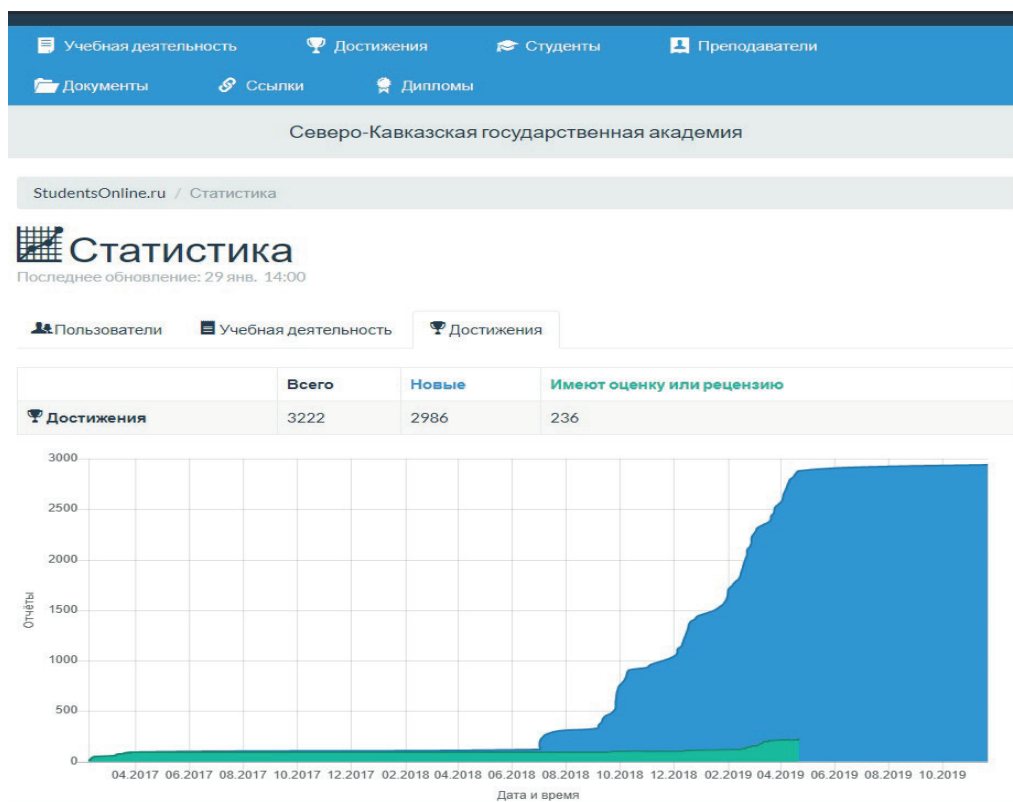 Учебная деятельность Достижения Студенты Преподаватели
Документы Ссылки Дипломы
Северо-Кавказская государственная академия
StudentsOnline.ru / Статистика
Статистика
Последнее обновление: 29 янв. 14:00
Пользователи Учебная деятельность Достижения
Всего Новые Имеют оценку или рецензию
Достижения 3222 2986 236
3000
2500
2000
1500
1000
500
0
Отчёты
04.2017 06.2017 08.2017 10.2017 12.2017 02.2018 04.2018 06.2018 08.2018 10.2018 12.2018 02.2019 04.2019 06.2019 08.2019 10.2019
Дата и время